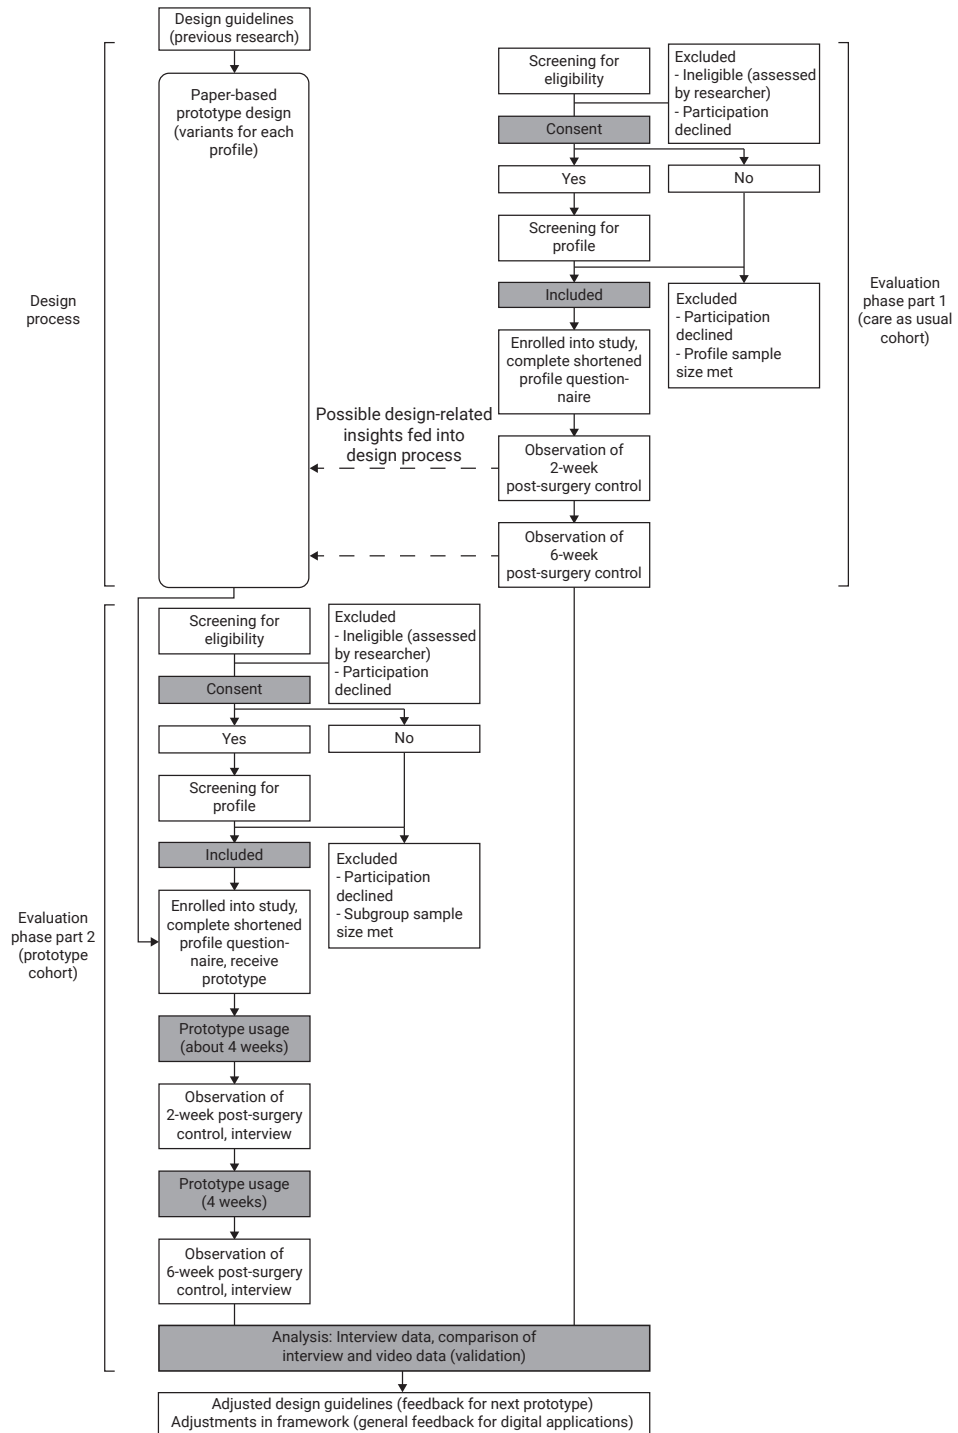 Design guidelines
(previous research)
Paper-based
prototype design
(variants for each
profile)
Design
process
Screening for
eligibility
Excluded
- Ineligible (assessed
by researcher)
- Participation
declined
Consent
Yes
No
Screening for
profile
Included
Excluded
- Participation
declined
- Profile sample
size met
Enrolled into study,
complete shortened
profile question-
naire
Evaluation
phase part 1
(care as usual
cohort)
Possible design-related
insights fed into
design process
Observation of
2-week
post-surgery control
Observation of
6-week
post-surgery control
Screening for
eligibility
Excluded
- Ineligible (assessed
by researcher)
- Participation
declined
Consent
Yes
No
Screening for
profile
Included
Excluded
- Participation
declined
- Subgroup sample
size met
Enrolled into study,
complete shortened
profile question-
naire, receive
prototype
Evaluation
phase part 2
(prototype
cohort)
Prototype usage
(about 4 weeks)
Observation of
2-week post-surgery
control, interview
Prototype usage
(4 weeks)
Observation of
6-week post-surgery
control, interview
Analysis: Interview data, comparison of
interview and video data (validation)
Adjusted design guidelines (feedback for next prototype)
Adjustments in framework (general feedback for digital applications)